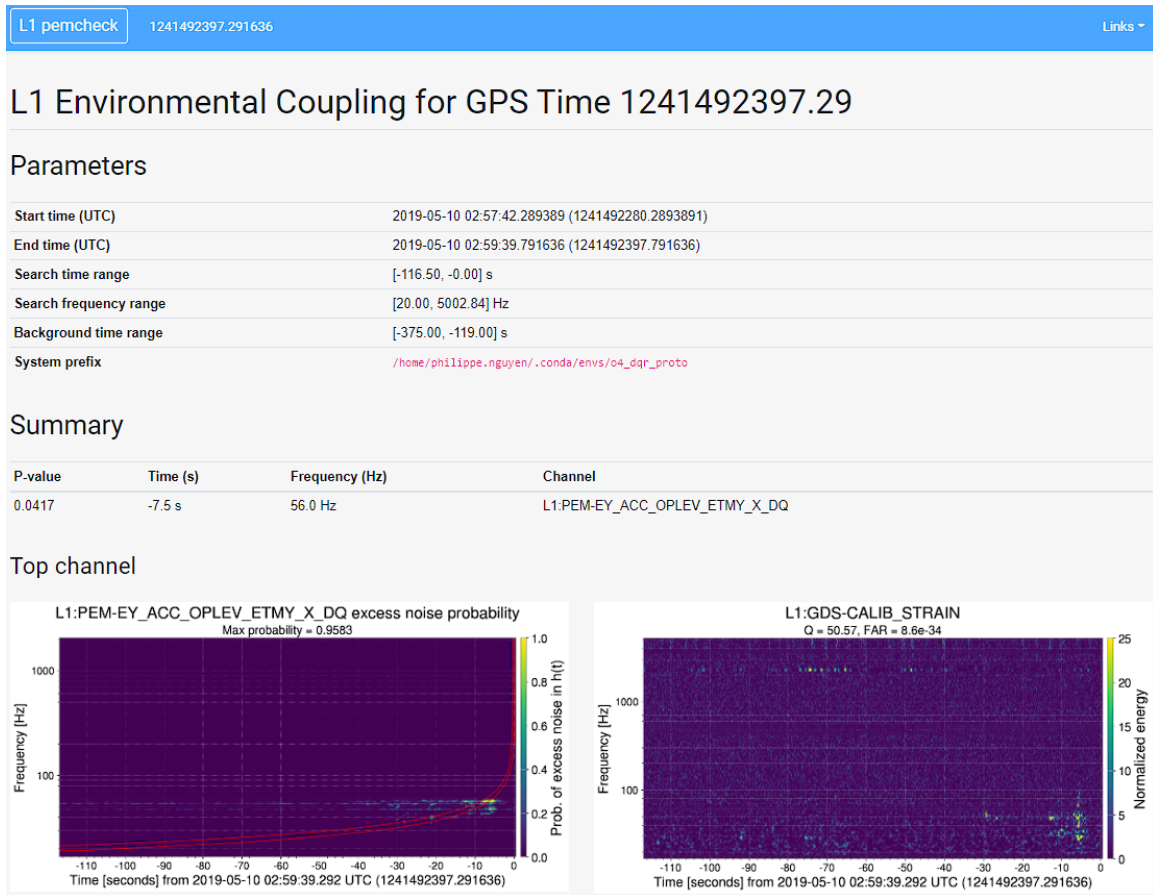 L1 pemcheck 1241492397.291636 Links
L1 Environmental Coupling for GPS Time 1241492397.29
Parameters
Start time (UTC) 2019-05-10 02:57:42.289389 (1241492280.2893891)
End time (UTC) 2019-05-10 02:59:39.791636 (1241492397.791636)
Search time range [-116.50, -0.00] s
Search frequency range [20.00, 5002.84] Hz
Background time range [-375.00, -119.00] s
System prefix /home/philippe.nguyen/.conda/envs/o4_dqr_proto
Summary
P-value Time (s) Frequency (Hz) Channel
0.0417 -7.5 s 56.0 Hz L1:PEM-EY_ACC_OPLEV_ETMY_X_DQ
Top channel
L1:PEM-EY_ACC_OPLEV_ETMY_X_DQ excess noise probability
Max probability = 0.9583
1.0
0.8
0.6
0.4
0.2
0.0
Prob. of excess noise in h(t)
1000
100
Frequency [Hz]
-110 -100 -90 -80 -70 -60 -50 -40 -30 -20 -10 0
Time [seconds] from 2019-05-10 02:59:39.292 UTC (1241492397.291636)
L1:GDS-CALIB_STRAIN
Q = 50.57, FAR = 8.6e-34
25
20
15
10
5
0
Normalized energy
1000
100
Frequency [Hz]
-110 -100 -90 -80 -70 -60 -50 -40 -30 -20 -10 0
Time [seconds] from 2019-05-10 02:59:39.292 UTC (1241492397.291636)